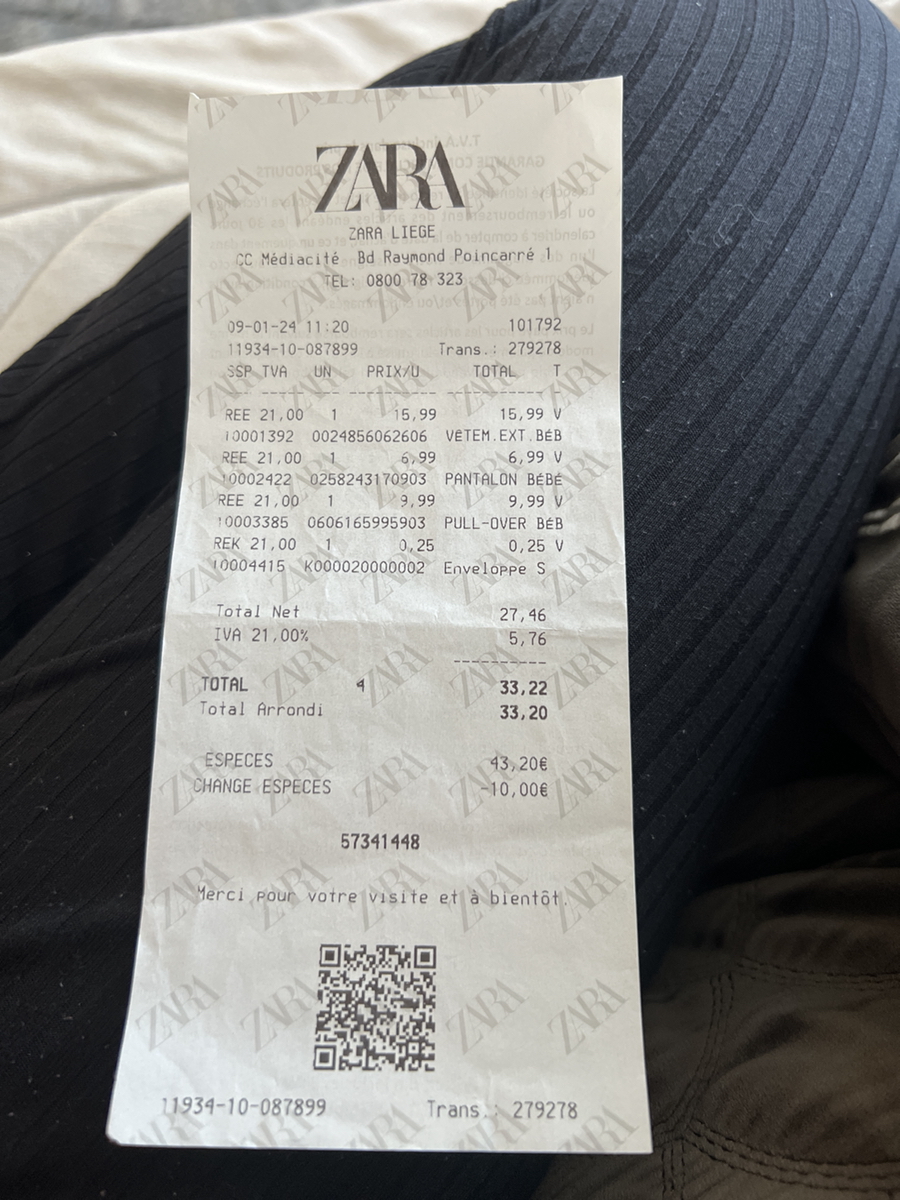 ZARA
ZARA LIEGE
CC Médiacité Bd Raymond Poincarré 1
TEL: 0800 78 323
09-01-24 11:20 101792
11934-10-087899 Trans.: 279278
SSP TVA UN PRIX/U TOTAL T
REE 21,00 1 15,99 15,99 V
10001392 0024856062606 VÊTEM.EXT.BÉB
REE 21,00 1 6,99 6,99 V
10002422 0258243170903 PANTALON BÉBÉ
REE 21,00 1 9,99 9,99 V
10003385 0606165995903 PULL-OVER BÉB
REK 21,00 1 0,25 0,25 V
10004415 K000020000002 Enveloppe S
Total Net 27,46
IVA 21,00% 5,76
TOTAL 4 33,22
Total Arrondi 33,20
ESPECES 43,20€
CHANGE ESPECES -10,00€
57341448
Merci pour votre visite et à bientôt.
11934-10-087899 Trans.: 279278